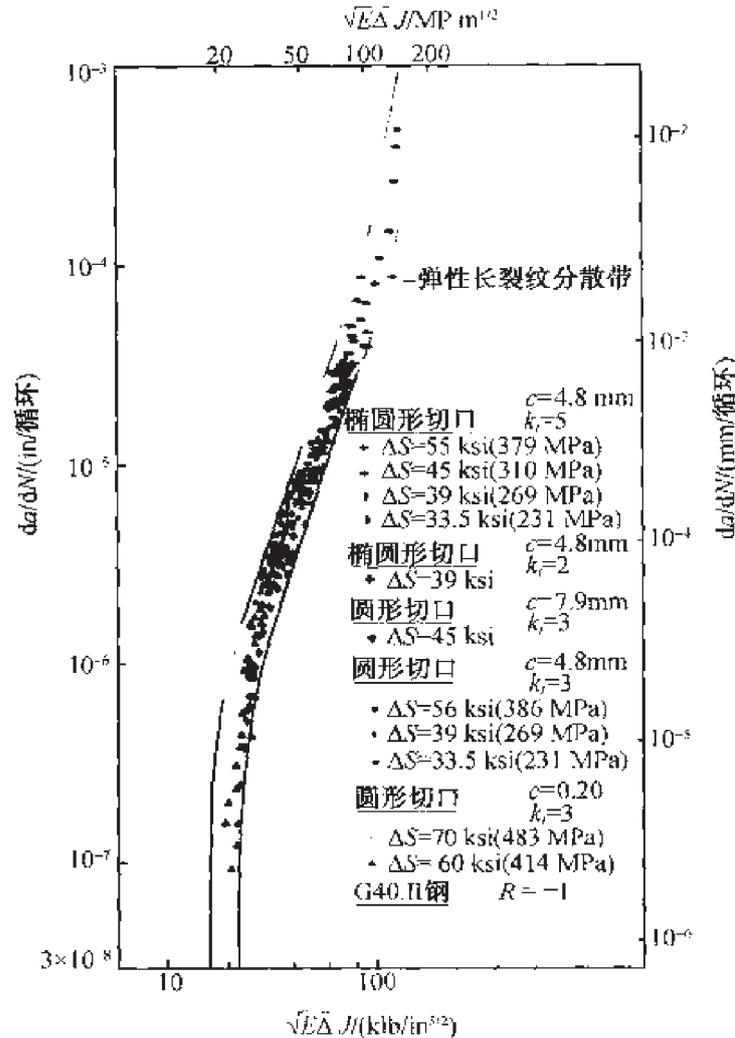 √EΔ J/MP m^1/2
20 50 100 200
10⁻³
10⁻²
10⁻⁴
弹性长裂纹分散带
10⁻³
da/dN/(in/循环)
da/dN/(mm/循环)
椭圆形切口 c=4.8 mm
kₜ=5
ΔS=55 ksi(379 MPa)
ΔS=45 ksi(310 MPa)
10⁻⁵
ΔS=39 ksi(269 MPa)
ΔS=33.5 ksi(231 MPa)
10⁻⁴
椭圆形切口 c=4.8mm
kₜ=2
ΔS=39 ksi
圆形切口 c=7.9mm
kₜ=3
ΔS=45 ksi
10⁻⁶
圆形切口 c=4.8mm
kₜ=3
ΔS=56 ksi(386 MPa)
ΔS=39 ksi(269 MPa)
10⁻⁵
ΔS=33.5 ksi(231 MPa)
圆形切口 c=0.20
kₜ=3
ΔS=70 ksi(483 MPa)
10⁻⁷
ΔS= 60 ksi(414 MPa)
R = −1
10⁻⁶
3×10⁻⁸
10 100
√EΔ J/(klb/in^3/2)